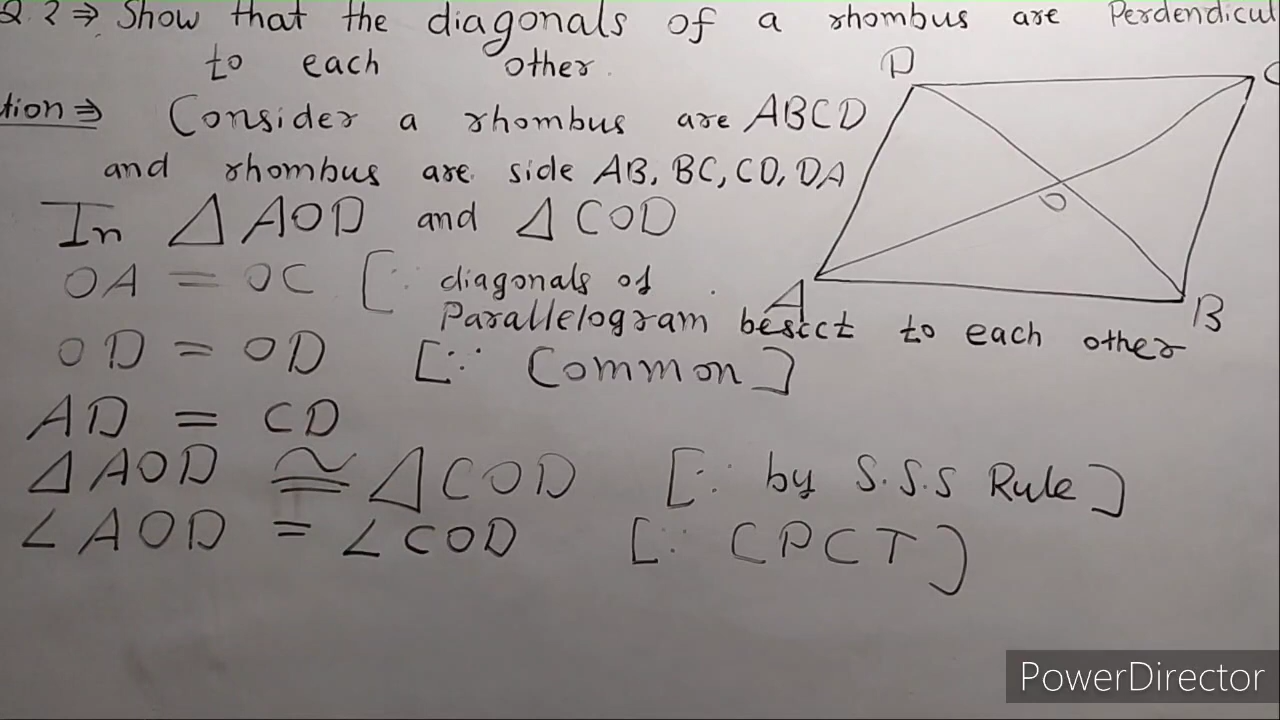 Q.2 ⇒ Show that the diagonals of a rhombus are Perdendicul
to each other.
tion ⇒ Consider a rhombus are ABCD
and rhombus are side AB, BC, CD, DA
In △ AOD and △ COD
OA = OC [∵ diagonals of
Parallelogram besect to each other
OD = OD [∵ Common]
AD = CD
△ AOD ≅ △ COD [∵ by S.S.S Rule]
∠ AOD = ∠ COD [∵ CPCT)
D
C
O
A
B
PowerDirector